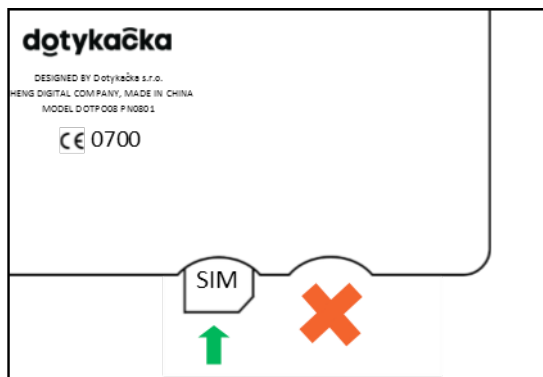 dotykačka
DESIGNED BY Dotykačka s.r.o.
HENG DIGITAL COMPANY, MADE IN CHINA
MODEL DOTPO08 PN0801
CE 0700
SIM